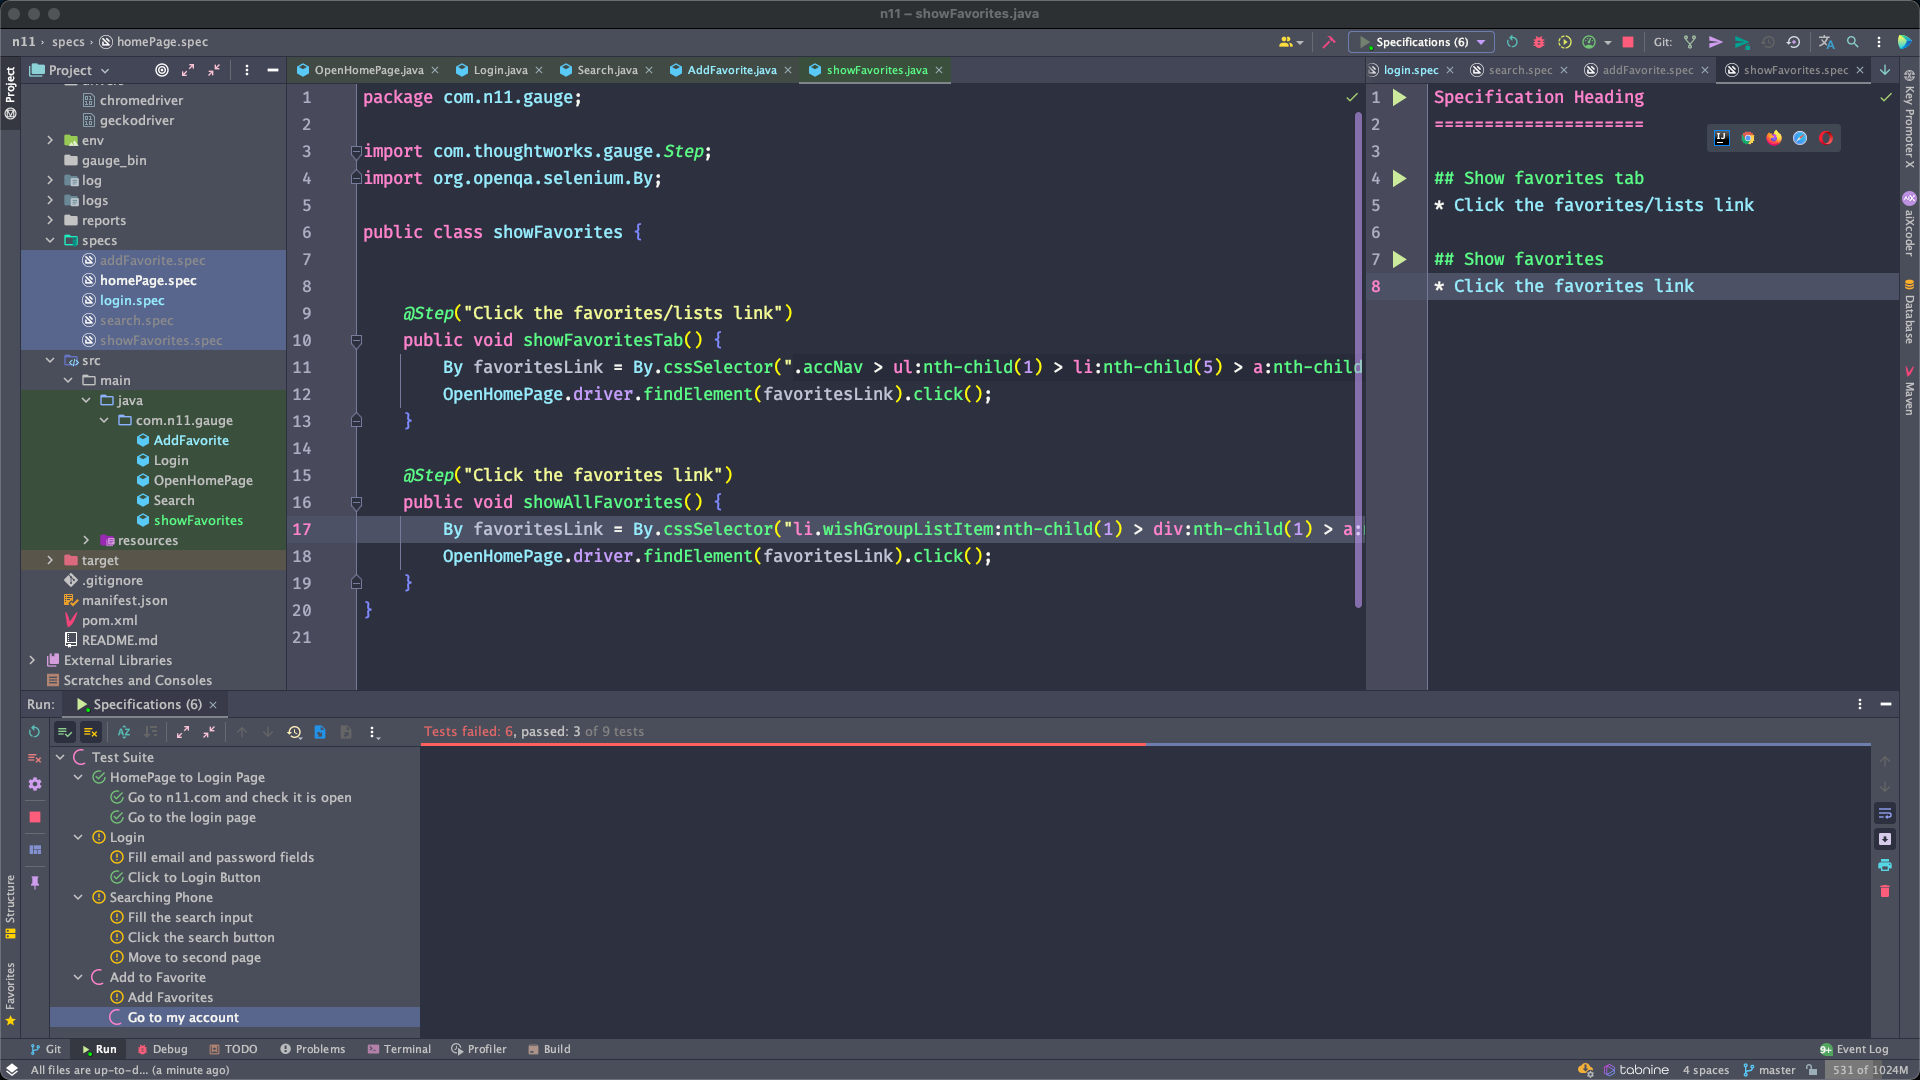 n11 – showFavorites.java
n11 › specs › homePage.spec
Specifications (6)
Git:
Project
Project
OpenHomePage.java
Login.java
Search.java
AddFavorite.java
showFavorites.java
login.spec
search.spec
addFavorite.spec
showFavorites.spec
chromedriver
geckodriver
env
gauge_bin
log
logs
reports
specs
addFavorite.spec
homePage.spec
login.spec
search.spec
showFavorites.spec
src
main
java
com.n11.gauge
AddFavorite
Login
OpenHomePage
Search
showFavorites
resources
target
.gitignore
manifest.json
pom.xml
README.md
External Libraries
Scratches and Consoles
1 package com.n11.gauge;
2
3 import com.thoughtworks.gauge.Step;
4 import org.openqa.selenium.By;
5
6 public class showFavorites {
7
8
9 @Step("Click the favorites/lists link")
10 public void showFavoritesTab() {
11 By favoritesLink = By.cssSelector(".accNav > ul:nth-child(1) > li:nth-child(5) > a:nth-child
12 OpenHomePage.driver.findElement(favoritesLink).click();
13 }
14
15 @Step("Click the favorites link")
16 public void showAllFavorites() {
17 By favoritesLink = By.cssSelector("li.wishGroupListItem:nth-child(1) > div:nth-child(1) > a:
18 OpenHomePage.driver.findElement(favoritesLink).click();
19 }
20 }
21
1 Specification Heading
2 =====================
3
4 ## Show favorites tab
5 * Click the favorites/lists link
6
7 ## Show favorites
8 * Click the favorites link
Key Promoter X
aiXcoder
Database
Maven
Structure
Favorites
Run:
Specifications (6)
Tests failed: 6, passed: 3 of 9 tests
Test Suite
HomePage to Login Page
Go to n11.com and check it is open
Go to the login page
Login
Fill email and password fields
Click to Login Button
Searching Phone
Fill the search input
Click the search button
Move to second page
Add to Favorite
Add Favorites
Go to my account
Git
Run
Debug
TODO
Problems
Terminal
Profiler
Build
9+ Event Log
All files are up-to-d... (a minute ago)
tabnine
4 spaces
master
531 of 1024M